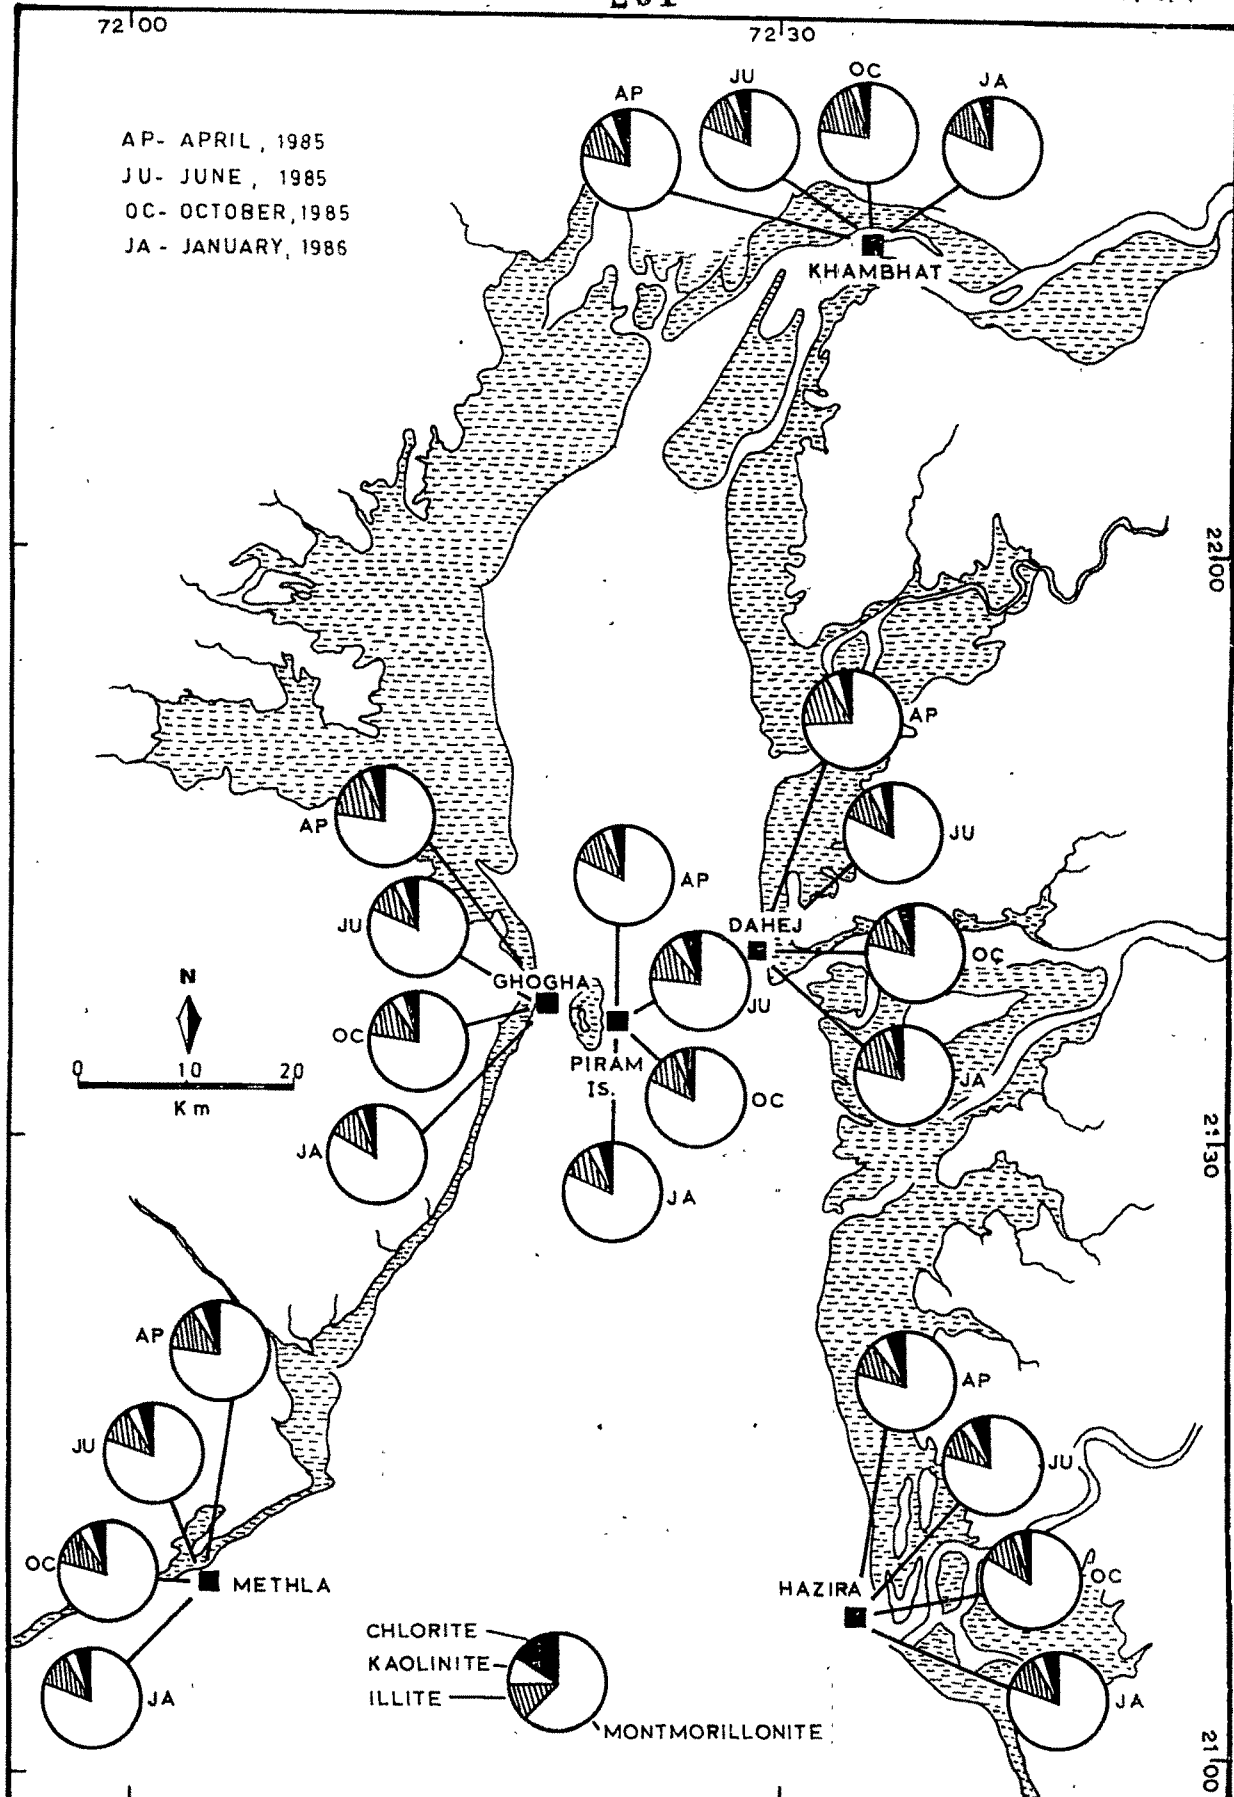 72 00
72 30
AP- APRIL, 1985
JU- JUNE, 1985
OC- OCTOBER, 1985
JA- JANUARY, 1986
AP
JU
OC
JA
KHAMBHAT
22 00
AP
JU
DAHEJ
OC
JA
AP
JU
GHOGHA
OC
JA
AP
JU
PIRAM
IS.
OC
JA
N
0 10 20
Km
21 30
AP
JU
OC
METHLA
JA
AP
JU
HAZIRA
OC
JA
CHLORITE
KAOLINITE
ILLITE
MONTMORILLONITE
21 00